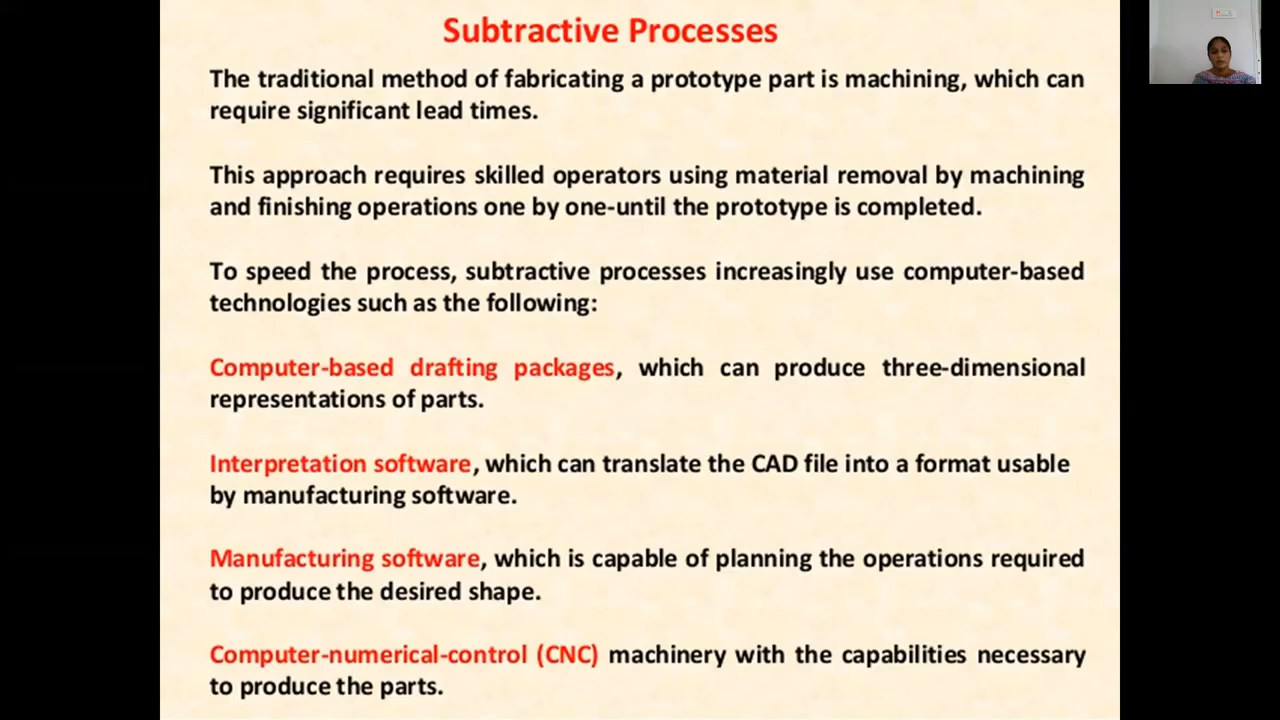 Subtractive Processes
The traditional method of fabricating a prototype part is machining, which can
require significant lead times.
This approach requires skilled operators using material removal by machining
and finishing operations one by one-until the prototype is completed.
To speed the process, subtractive processes increasingly use computer-based
technologies such as the following:
Computer-based drafting packages, which can produce three-dimensional
representations of parts.
Interpretation software, which can translate the CAD file into a format usable
by manufacturing software.
Manufacturing software, which is capable of planning the operations required
to produce the desired shape.
Computer-numerical-control (CNC) machinery with the capabilities necessary
to produce the parts.